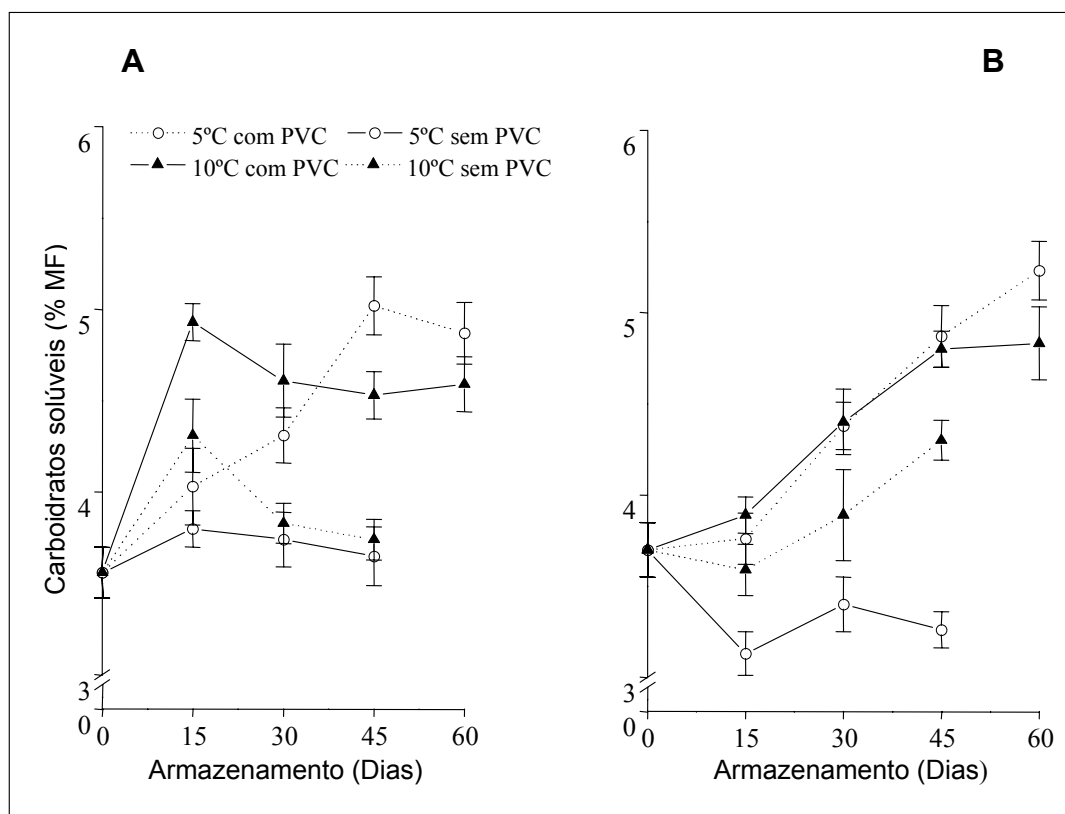 A
B
5ºC com PVC 5ºC sem PVC
10ºC com PVC 10ºC sem PVC
Carboidratos solúveis (% MF)
6
5
4
3
0
0 15 30 45 60
Armazenamento (Dias)
6
5
4
3
0
0 15 30 45 60
Armazenamento (Dias)